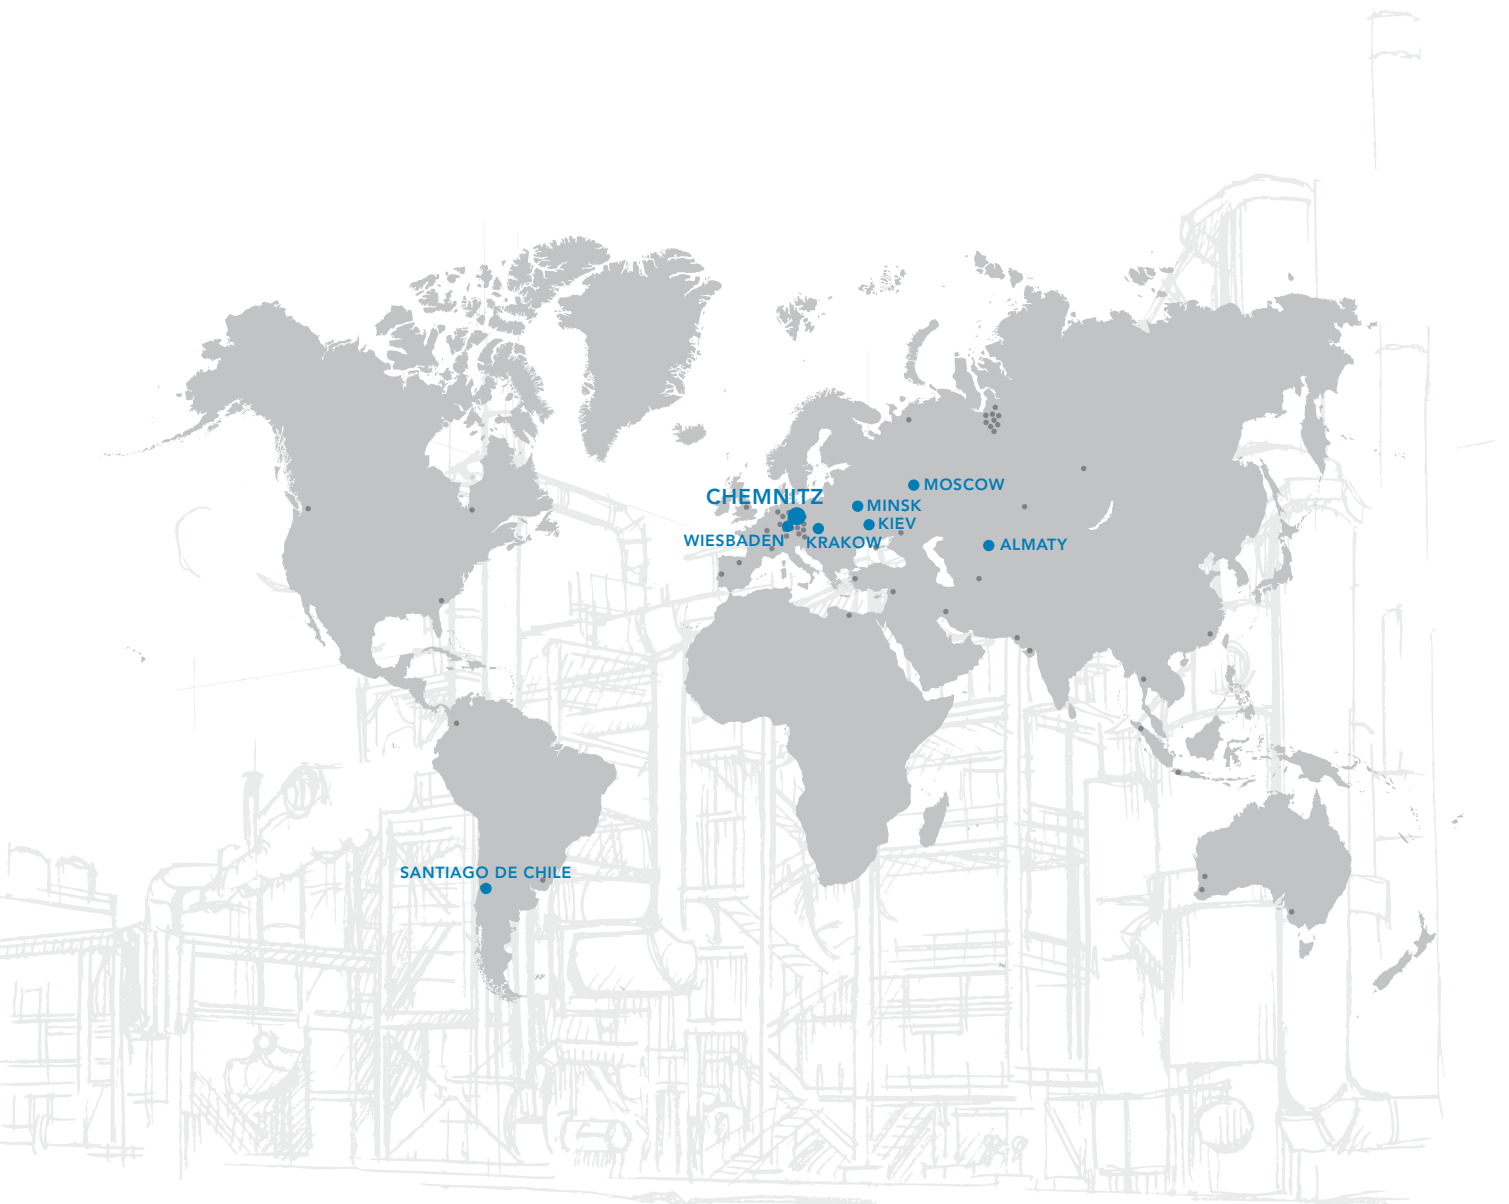 MOSCOW
CHEMNITZ
MINSK
KIEV
WIESBADEN
KRAKOW
ALMATY
SANTIAGO DE CHILE